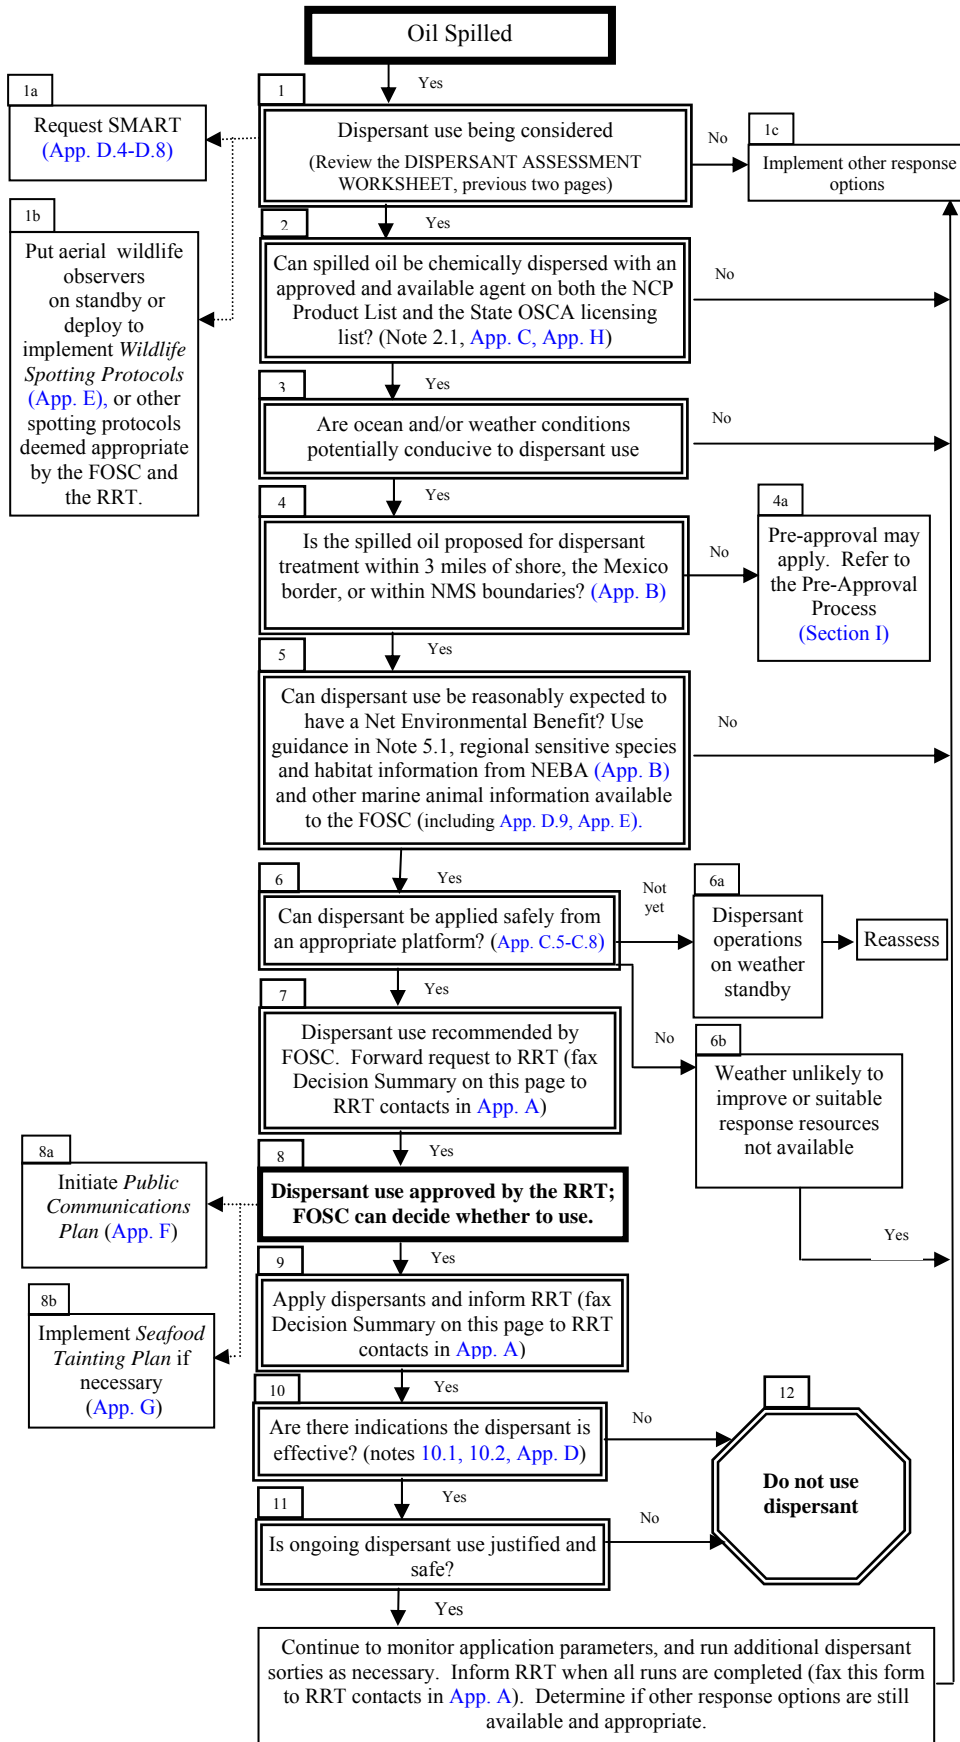 Oil Spilled
Yes
1a
Request SMART
(App. D.4-D.8)
1
Dispersant use being considered
(Review the DISPERSANT ASSESSMENT
WORKSHEET, previous two pages)
No
1c
Implement other response
options
1b
Put aerial wildlife
observers
on standby or
deploy to
implement Wildlife
Spotting Protocols
(App. E), or other
spotting protocols
deemed appropriate
by the FOSC and
the RRT.
Yes
2
Can spilled oil be chemically dispersed with an
approved and available agent on both the NCP
Product List and the State OSCA licensing
list? (Note 2.1, App. C, App. H)
No
Yes
3
Are ocean and/or weather conditions
potentially conducive to dispersant use
No
Yes
4
Is the spilled oil proposed for dispersant
treatment within 3 miles of shore, the Mexico
border, or within NMS boundaries? (App. B)
No
4a
Pre-approval may
apply. Refer to
the Pre-Approval
Process
(Section I)
Yes
5
Can dispersant use be reasonably expected to
have a Net Environmental Benefit? Use
guidance in Note 5.1, regional sensitive species
and habitat information from NEBA (App. B)
and other marine animal information available
to the FOSC (including App. D.9, App. E).
No
Yes
6
Can dispersant be applied safely from
an appropriate platform? (App. C.5-C.8)
Not
yet
6a
Dispersant
operations
on weather
standby
Reassess
Yes
7
Dispersant use recommended by
FOSC. Forward request to RRT (fax
Decision Summary on this page to
RRT contacts in App. A)
No
6b
Weather unlikely to
improve or suitable
response resources
not available
Yes
Yes
8
Dispersant use approved by the RRT;
FOSC can decide whether to use.
8a
Initiate Public
Communications
Plan (App. F)
8b
Implement Seafood
Tainting Plan if
necessary
(App. G)
Yes
9
Apply dispersants and inform RRT (fax
Decision Summary on this page to RRT
contacts in App. A)
Yes
10
Are there indications the dispersant is
effective? (notes 10.1, 10.2, App. D)
No
12
Do not use
dispersant
Yes
11
Is ongoing dispersant use justified and
safe?
No
Yes
Continue to monitor application parameters, and run additional dispersant
sorties as necessary. Inform RRT when all runs are completed (fax this form
to RRT contacts in App. A). Determine if other response options are still
available and appropriate.